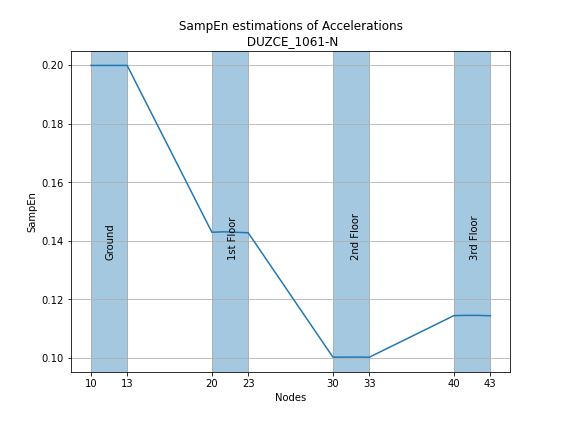 SampEn estimations of Accelerations
DUZCE_1061-N
0.20
0.18
0.16
0.14
0.12
0.10
SampEn
Ground
1st Floor
2nd Floor
3rd Floor
10 13 20 23 30 33 40 43
Nodes